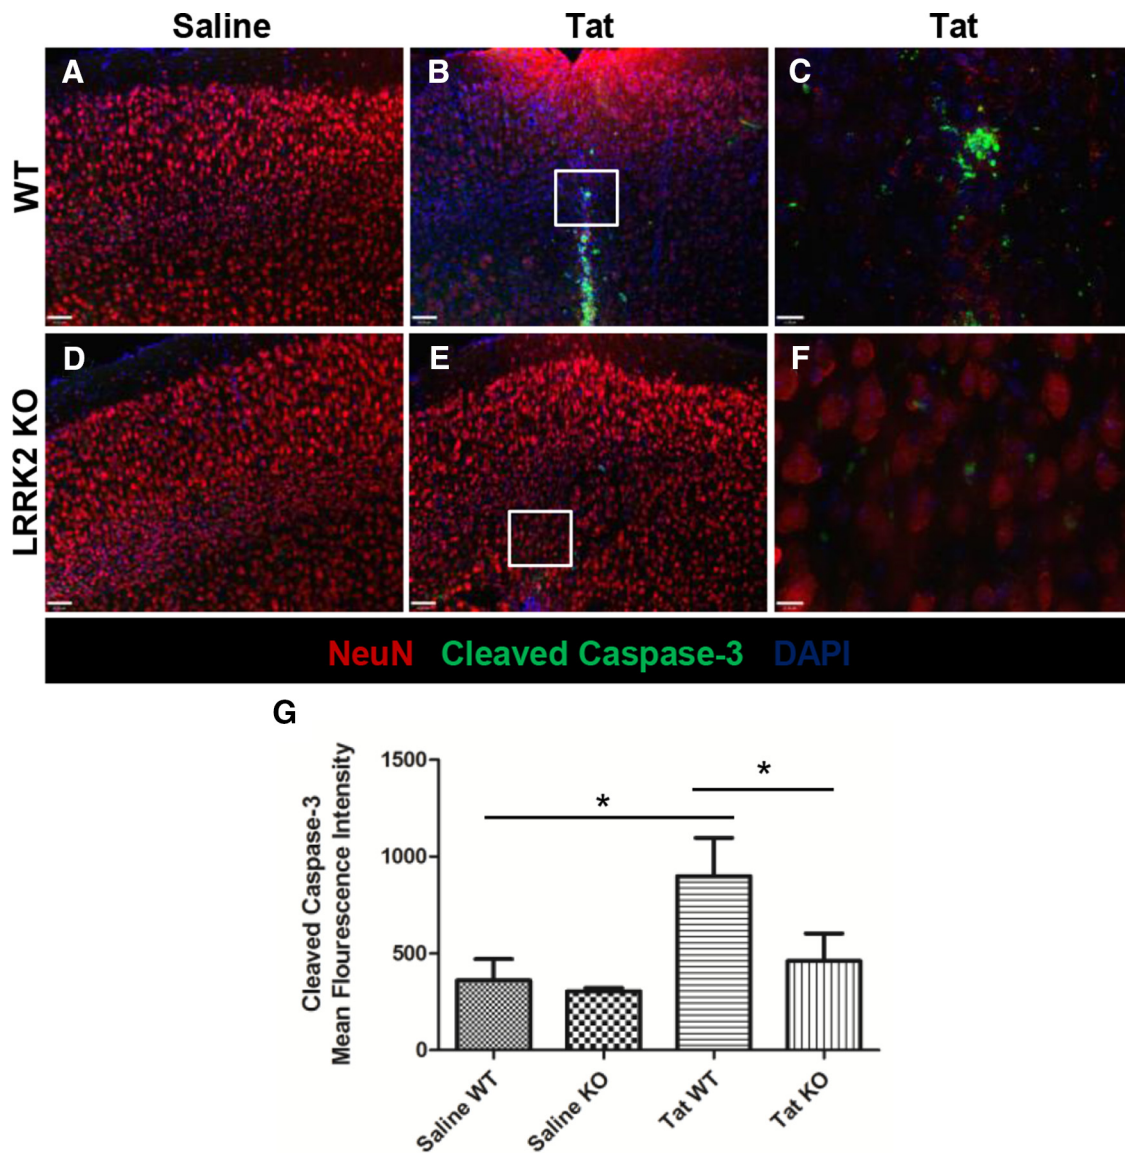 Saline Tat Tat
WT
A B C
LRRK2 KO
D E F
NeuN Cleaved Caspase-3 DAPI
G
Cleaved Caspase-3
Mean Flourescence Intensity
1500
1000
500
0
* *
Saline WT
Saline KO
Tat WT
Tat KO